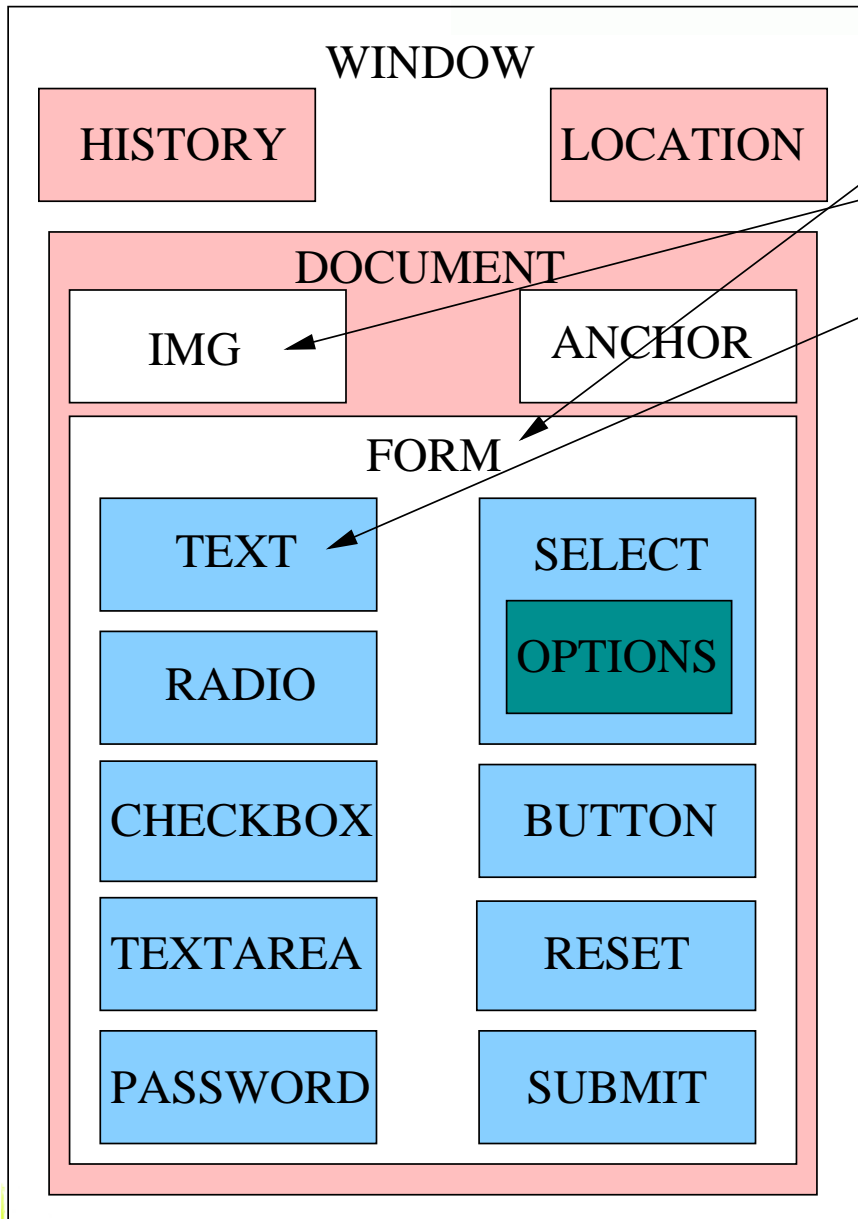 WINDOW
HISTORY
LOCATION
DOCUMENT
IMG
ANCHOR
FORM
TEXT
SELECT
OPTIONS
RADIO
CHECKBOX
BUTTON
TEXTAREA
RESET
PASSWORD
SUBMIT